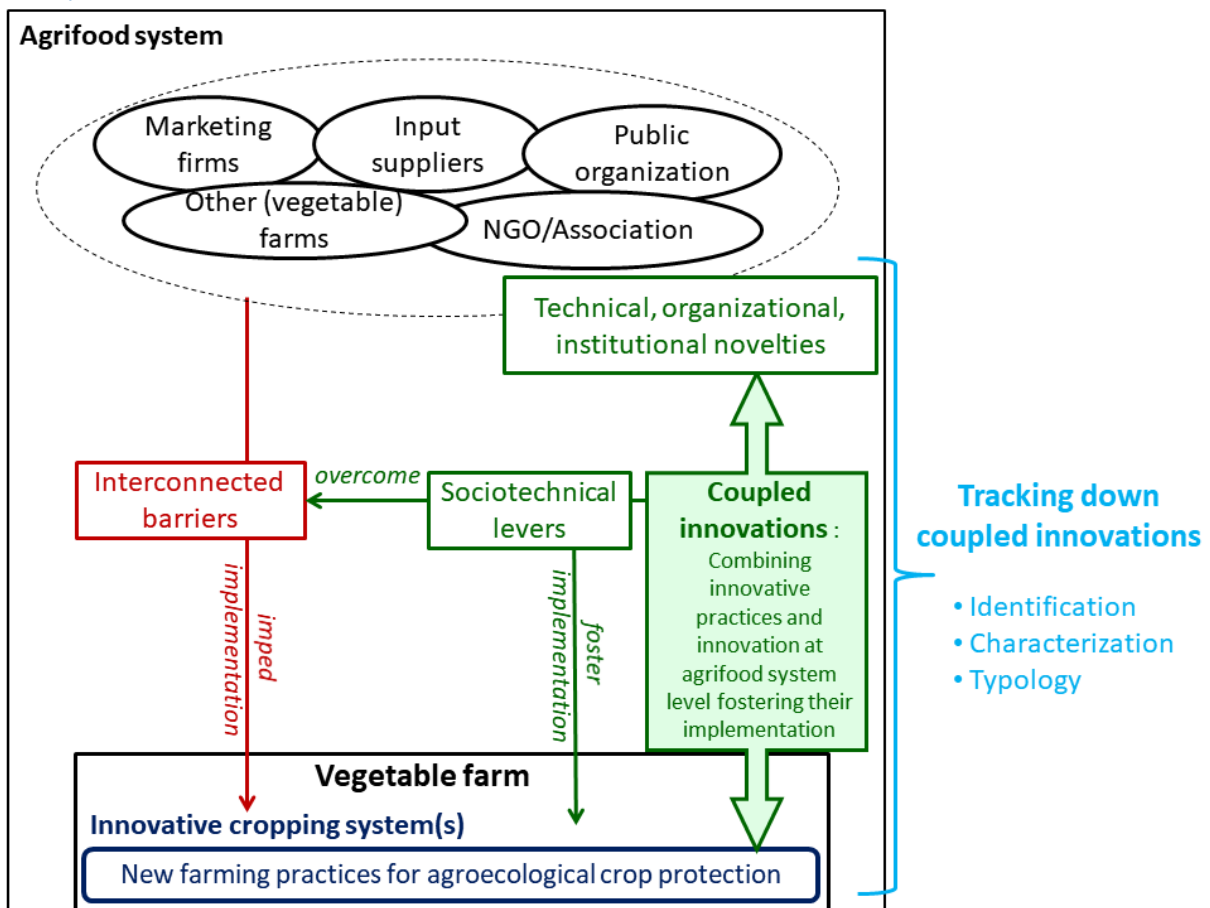 Agrifood system
Marketing
firms
Input
suppliers
Public
organization
Other (vegetable)
farms
NGO/Association
Technical, organizational,
institutional novelties
Interconnected
barriers
overcome
Sociotechnical
levers
Coupled
innovations :
Combining
innovative
practices and
innovation at
agrifood system
level fostering their
implementation
imped
implementation
foster
implementation
Vegetable farm
Innovative cropping system(s)
New farming practices for agroecological crop protection
Tracking down
coupled innovations
• Identification
• Characterization
• Typology